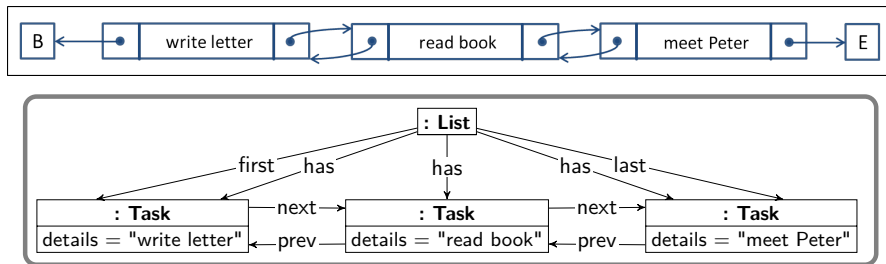 B write letter read book meet Peter E
: List
first has has has last
: Task next : Task next : Task
details = "write letter" prev details = "read book" prev details = "meet Peter"